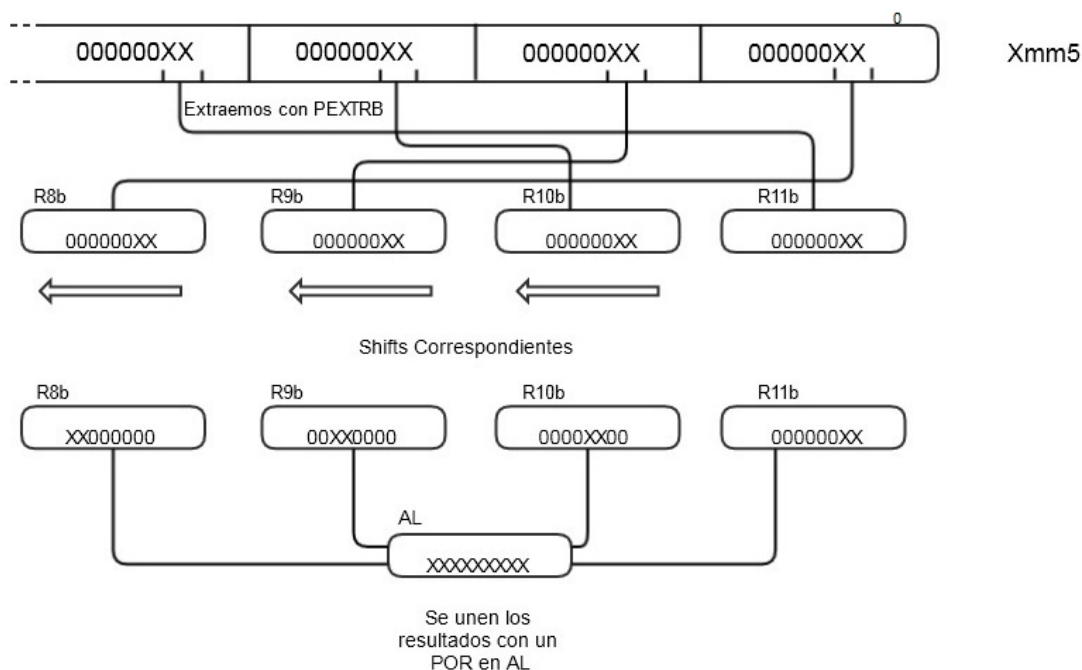 0
000000XX 000000XX 000000XX 000000XX Xmm5
Extraemos con PEXTRB
R8b R9b R10b R11b
000000XX 000000XX 000000XX 000000XX
Shifts Correspondientes
R8b R9b R10b R11b
XX000000 00XX0000 0000XX00 000000XX
AL
XXXXXXXXX
Se unen los
resultados con un
POR en AL